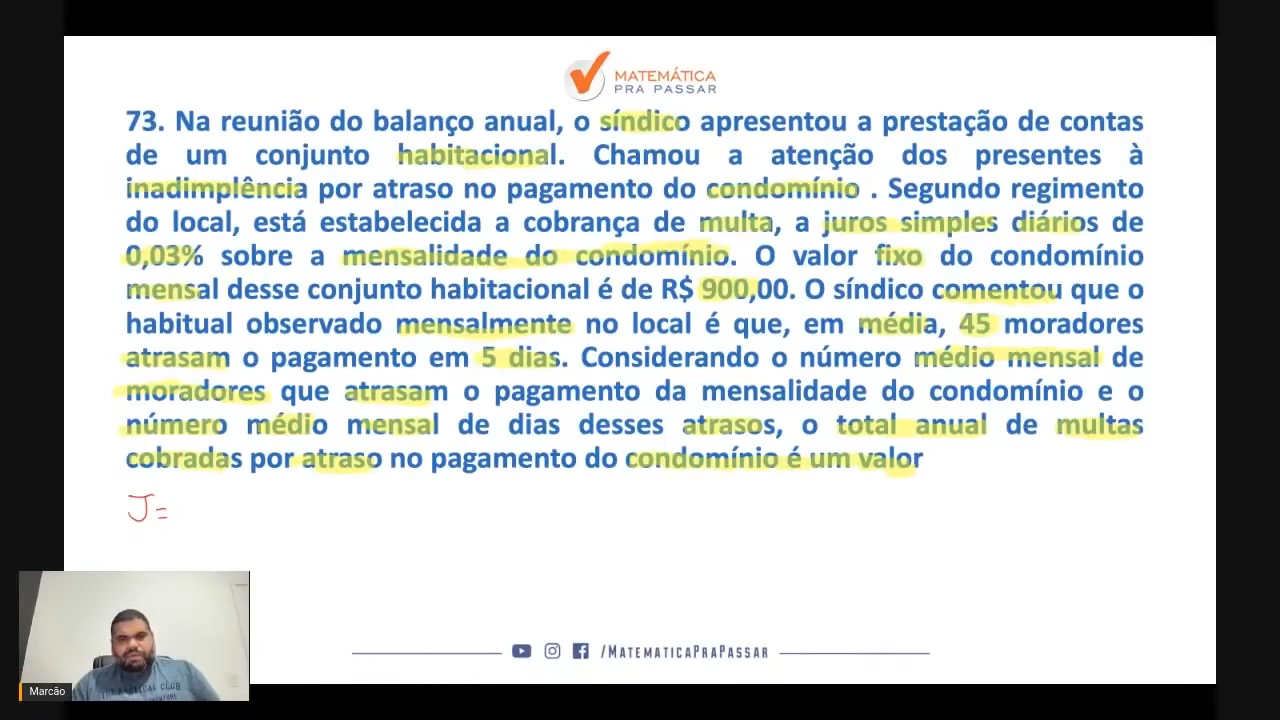 MATEMÁTICA
PRA PASSAR
73. Na reunião do balanço anual, o síndico apresentou a prestação de contas
de um conjunto habitacional. Chamou a atenção dos presentes à
inadimplência por atraso no pagamento do condomínio . Segundo regimento
do local, está estabelecida a cobrança de multa, a juros simples diários de
0,03% sobre a mensalidade do condomínio. O valor fixo do condomínio
mensal desse conjunto habitacional é de R$ 900,00. O síndico comentou que o
habitual observado mensalmente no local é que, em média, 45 moradores
atrasam o pagamento em 5 dias. Considerando o número médio mensal de
moradores que atrasam o pagamento da mensalidade do condomínio e o
número médio mensal de dias desses atrasos, o total anual de multas
cobradas por atraso no pagamento do condomínio é um valor
J=
/MATEMATICAPRAPASSAR
Marcão